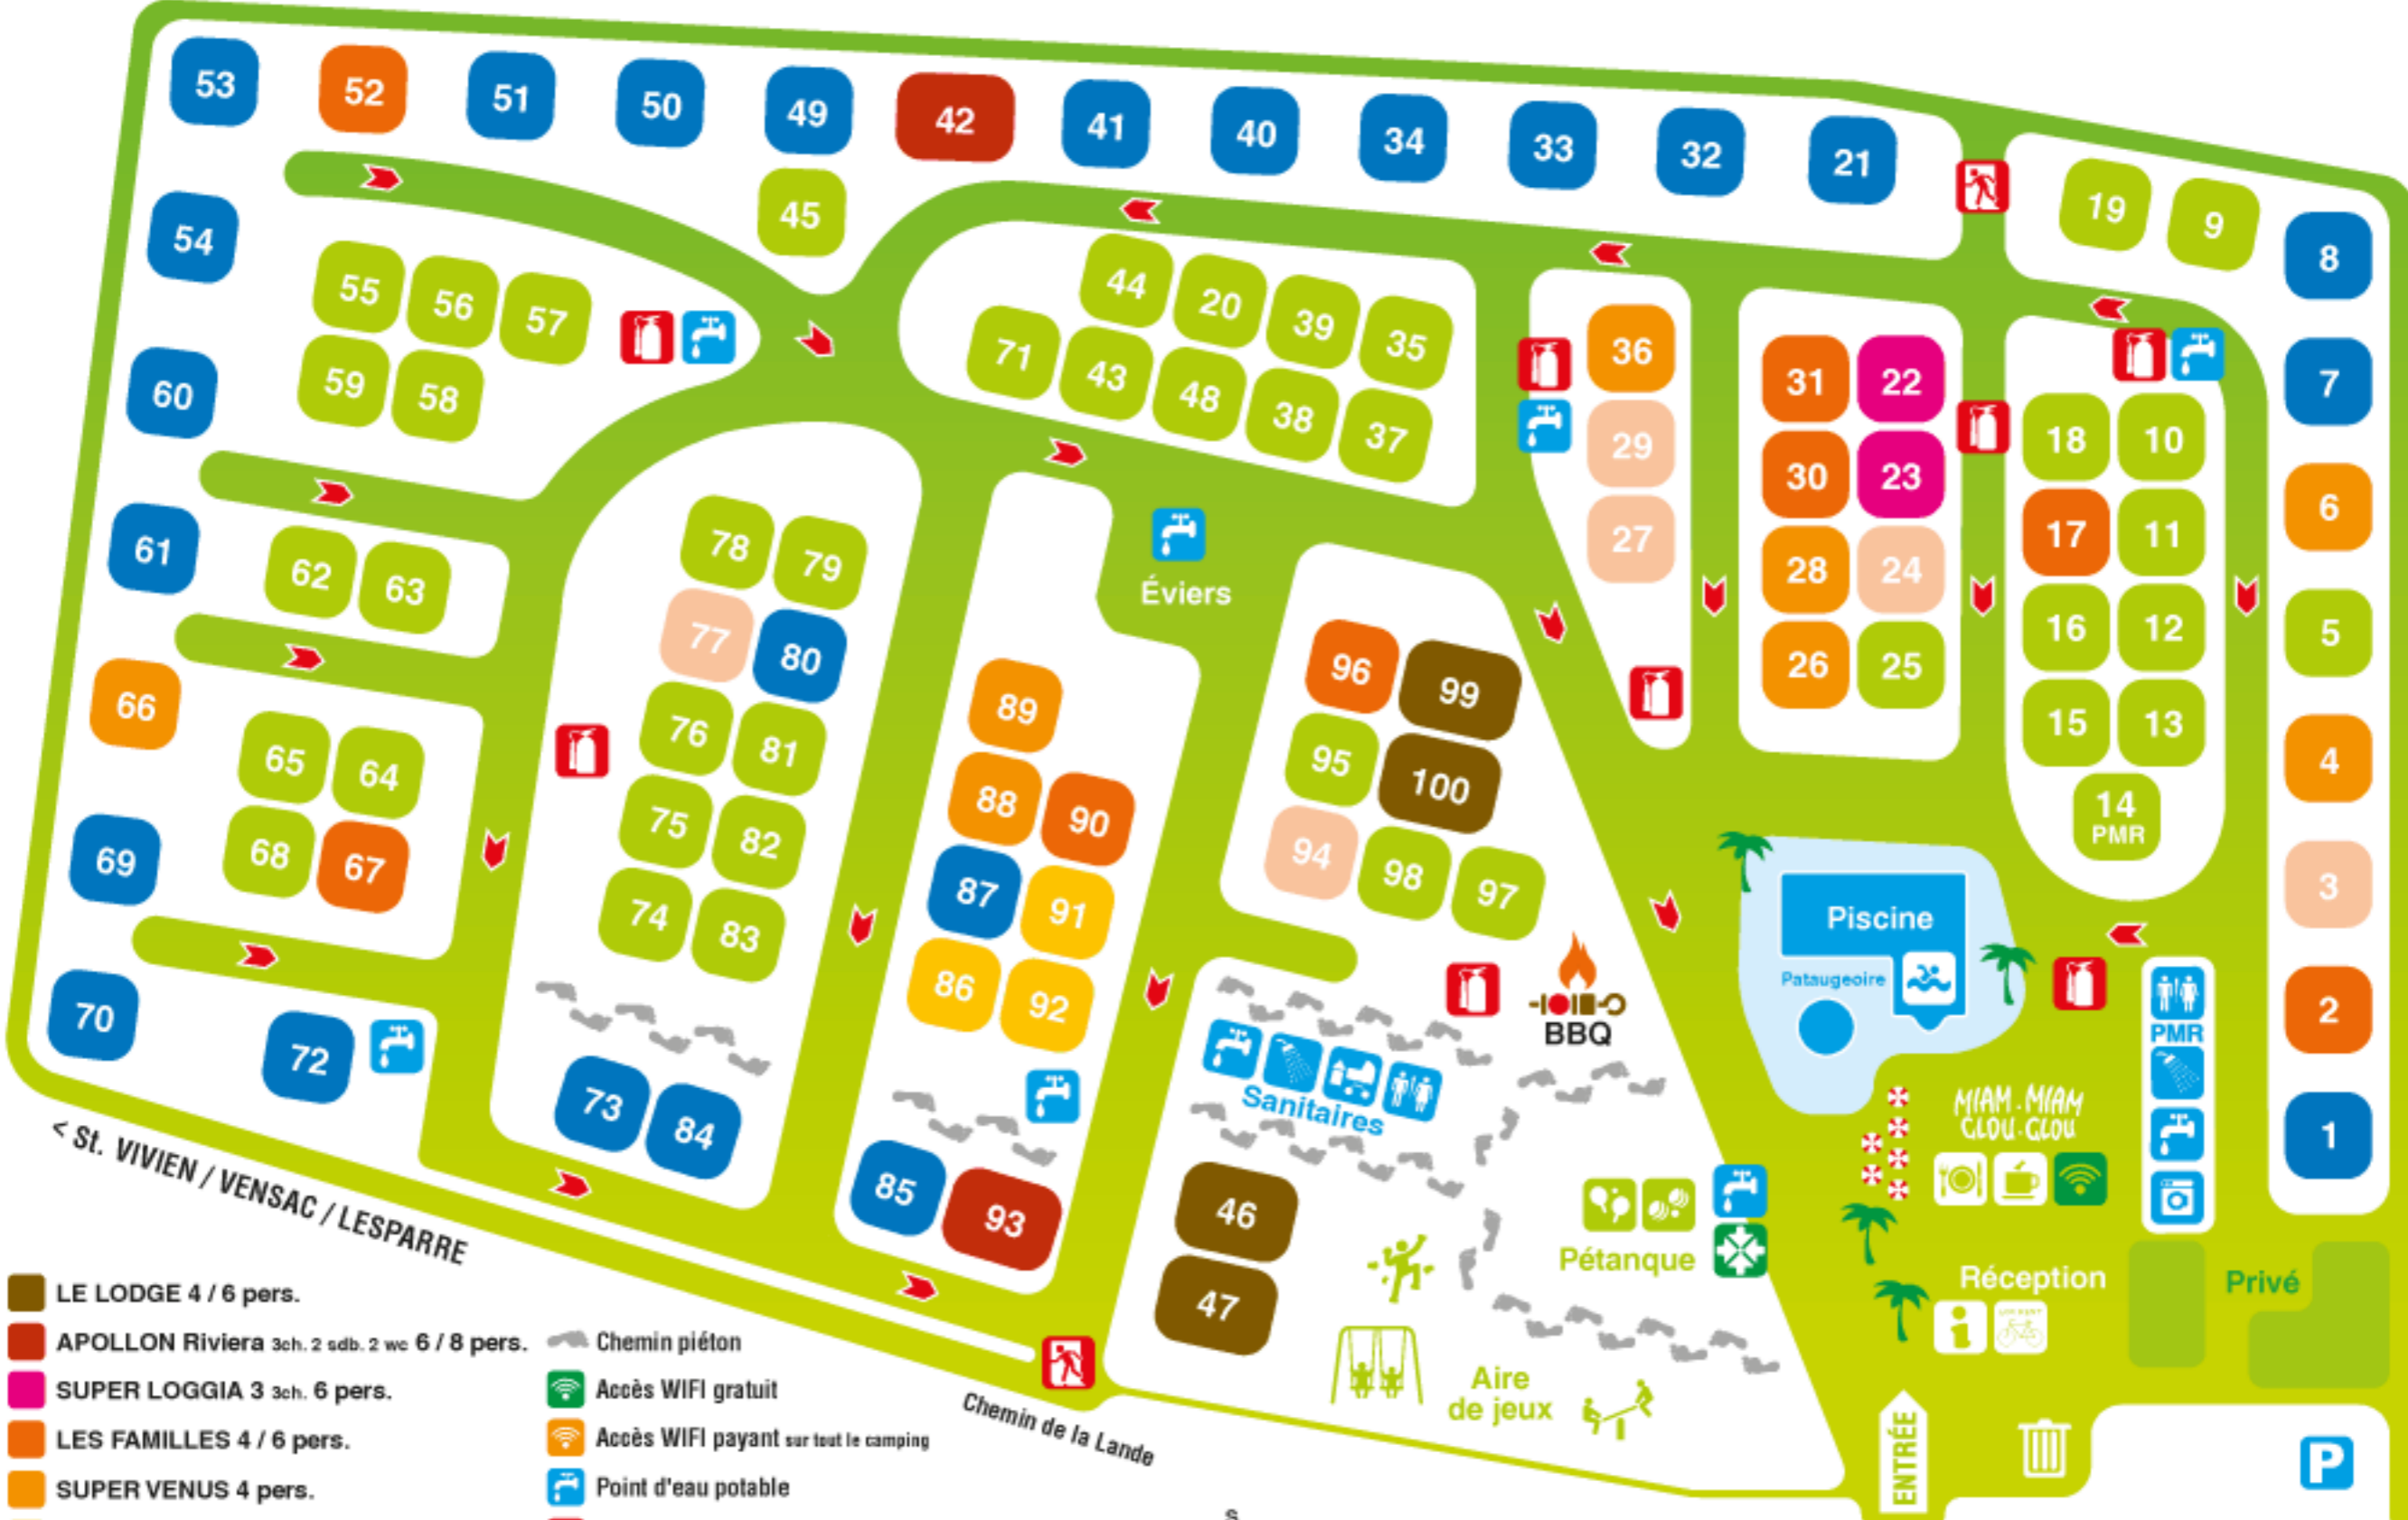 53 52 51 50 49 42 41 40 34 33 32 21
19 9 8
54 45
55 56 57
59 58
60
44 20 39 35
71 43 48 38 37
36
29
27
31 22
30 23
28 24
26 25
18 10
17 11
16 12
15 13
14
PMR
7
6
5
4
3
2
1
61 62 63
66 65 64
69 68 67
70 72
78 79
77 80
76 81
75 82
74 83
73 84
Éviers
89
88 90
87 91
86 92
85 93
96 99
95 100
94 98 97
BBQ
Sanitaires
46
47
Piscine
Pataugeoire
PMR
MIAM.MIAM
GLOU.GLOU
Pétanque
Réception
Privé
Aire
de jeux
ENTRÉE
P
< St. VIVIEN / VENSAC / LESPARRE
Chemin de la Lande
LE LODGE 4 / 6 pers.
APOLLON Riviera 3ch. 2 sdb. 2 wc 6 / 8 pers.
SUPER LOGGIA 3 3ch. 6 pers.
LES FAMILLES 4 / 6 pers.
SUPER VENUS 4 pers.
Chemin piéton
Accès WIFI gratuit
Accès WIFI payant sur tout le camping
Point d'eau potable